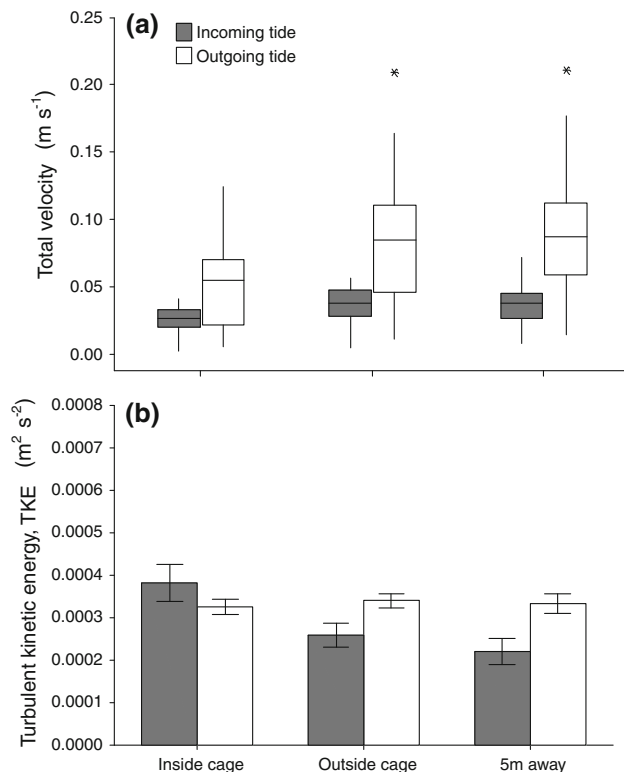 (a)
Incoming tide
Outgoing tide
Total velocity (m s⁻¹)
0.25
0.20
0.15
0.10
0.05
0.00
*
*
(b)
Turbulent kinetic energy, TKE (m² s⁻²)
0.0008
0.0007
0.0006
0.0005
0.0004
0.0003
0.0002
0.0001
0.0000
Inside cage
Outside cage
5m away